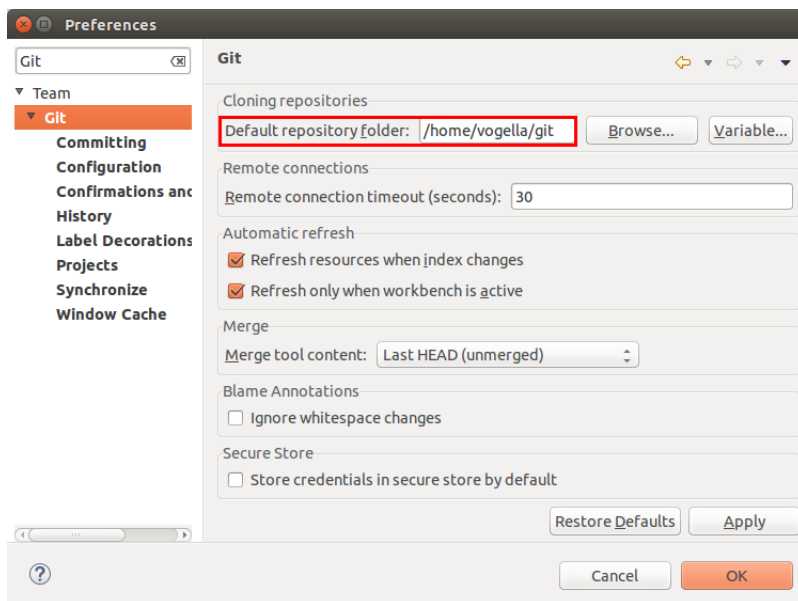 Preferences
Git
Team
Git
Committing
Configuration
Confirmations and
History
Label Decorations
Projects
Synchronize
Window Cache
Git
Cloning repositories
Default repository folder: /home/vogella/git Browse... Variable...
Remote connections
Remote connection timeout (seconds): 30
Automatic refresh
Refresh resources when index changes
Refresh only when workbench is active
Merge
Merge tool content: Last HEAD (unmerged)
Blame Annotations
Ignore whitespace changes
Secure Store
Store credentials in secure store by default
Restore Defaults Apply
Cancel OK